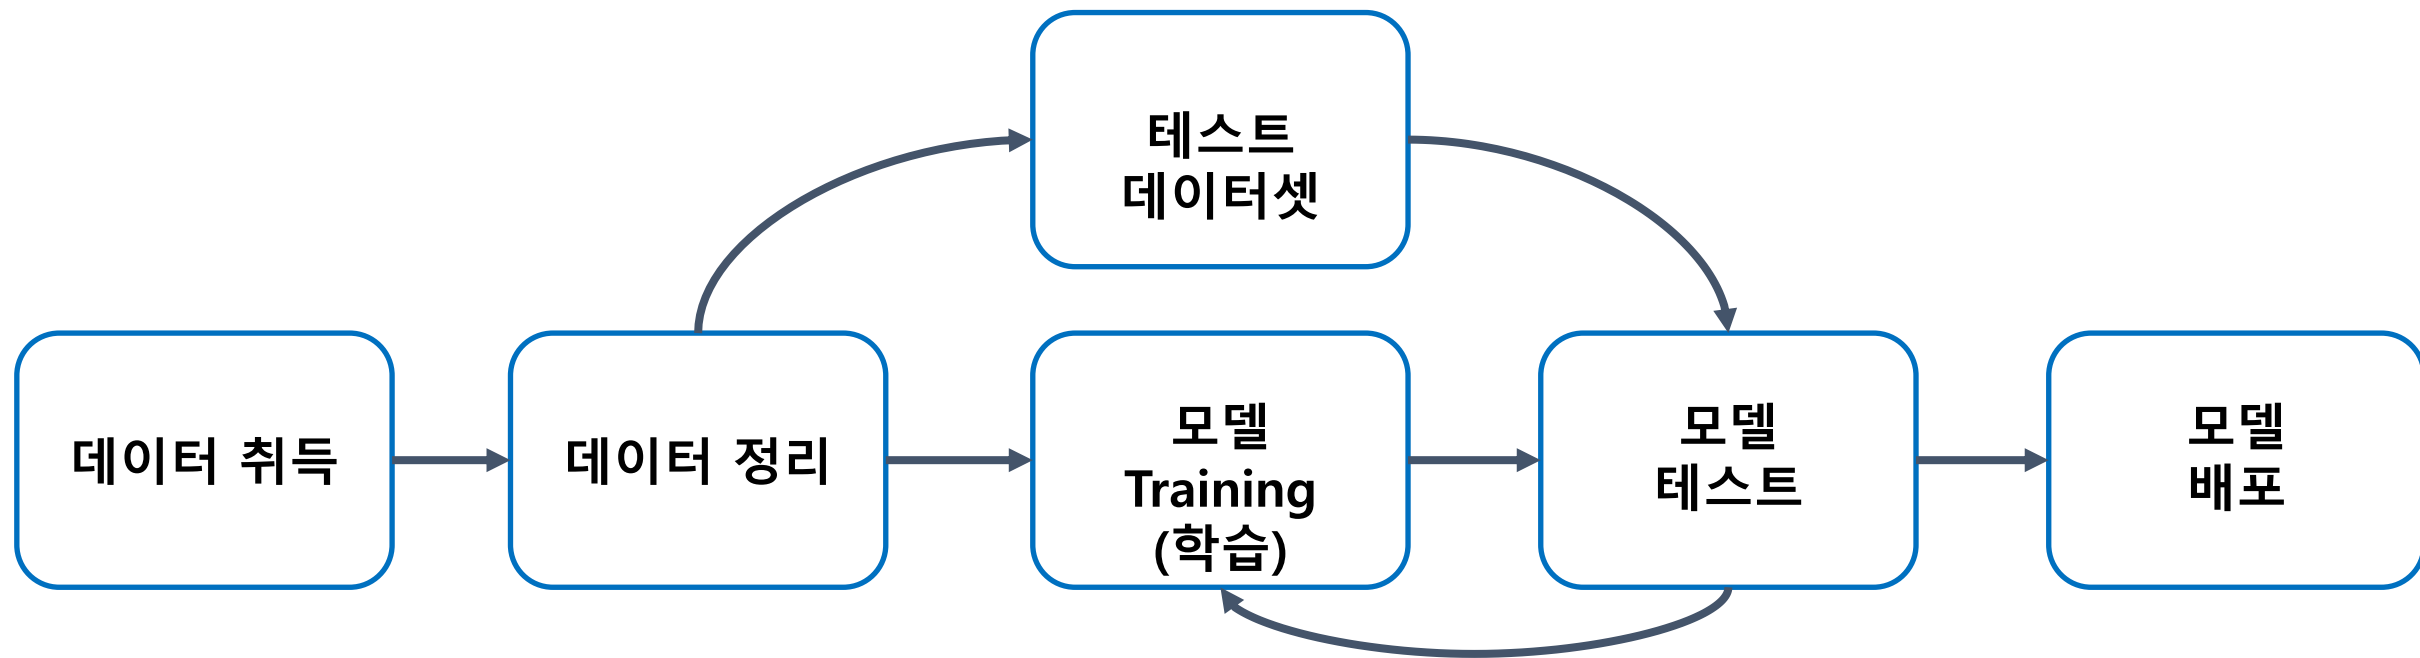 테스트
데이터셋
데이터 취득
데이터 정리
모델
Training
(학습)
모델
테스트
모델
배포